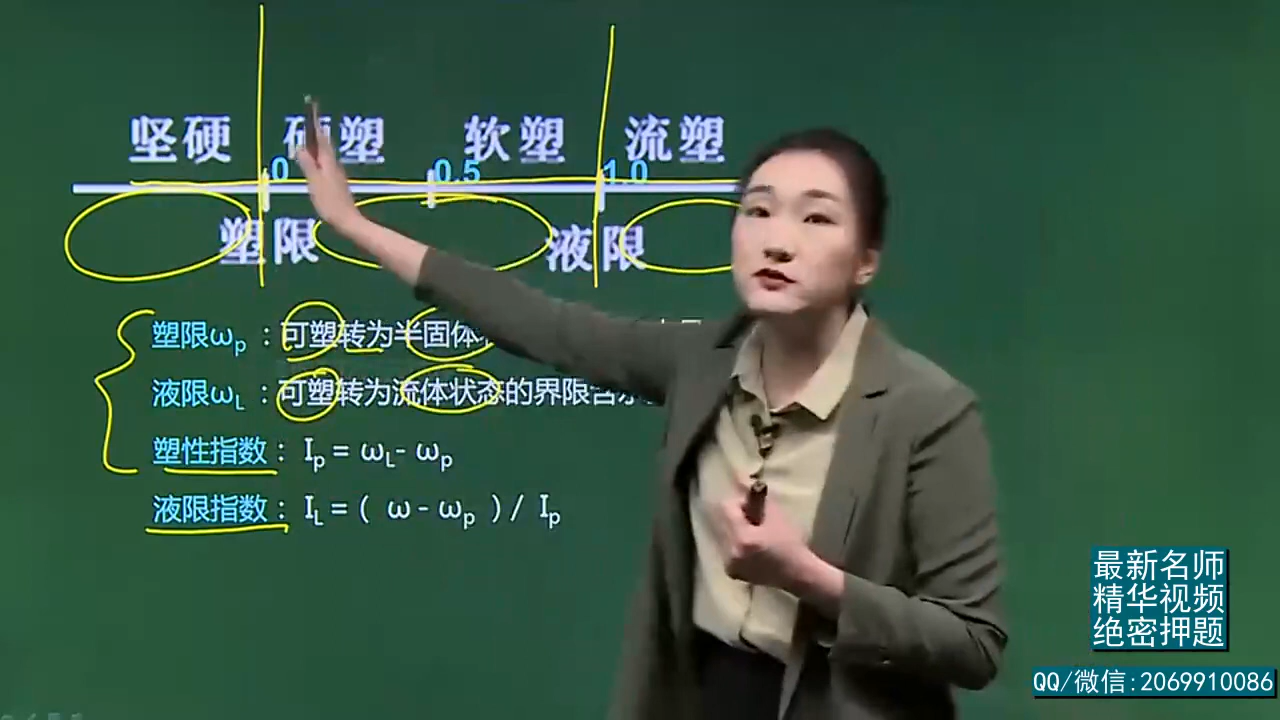 坚硬 硬塑 软塑 流塑
0 0.5 1.0
塑限 液限
塑限ωp：可塑转为半固体
液限ωL：可塑转为流体状态的界限含水
塑性指数： Ip = ωL- ωp
液限指数： IL = ( ω - ωp ) / Ip
最新名师
精华视频
绝密押题
QQ/微信:2069910086